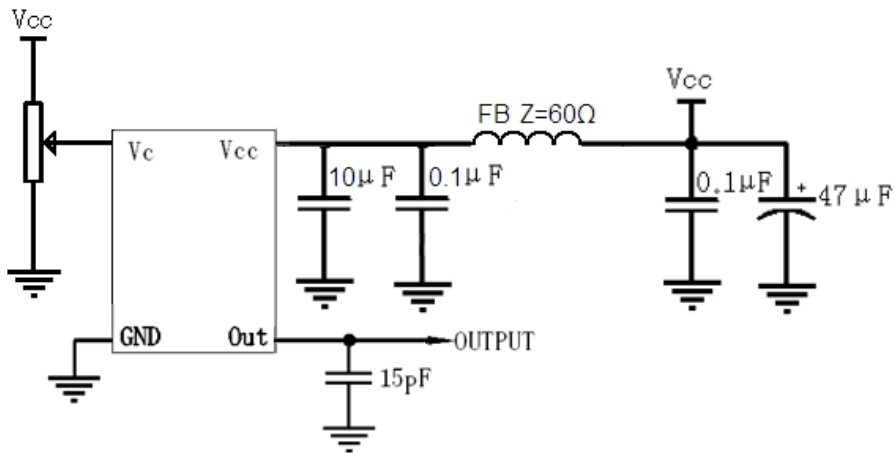 Vcc
Vcc
FB Z=60Ω
Vc
Vcc
10μF
0.1μF
0.1μF
+
47μF
GND
Out
OUTPUT
15pF